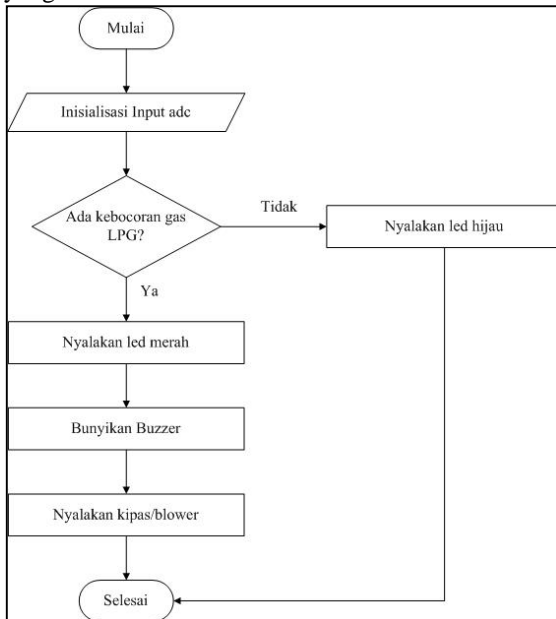 Mulai
Inisialisasi Input adc
Ada kebocoran gas
LPG?
Tidak
Nyalakan led hijau
Ya
Nyalakan led merah
Bunyikan Buzzer
Nyalakan kipas/blower
Selesai